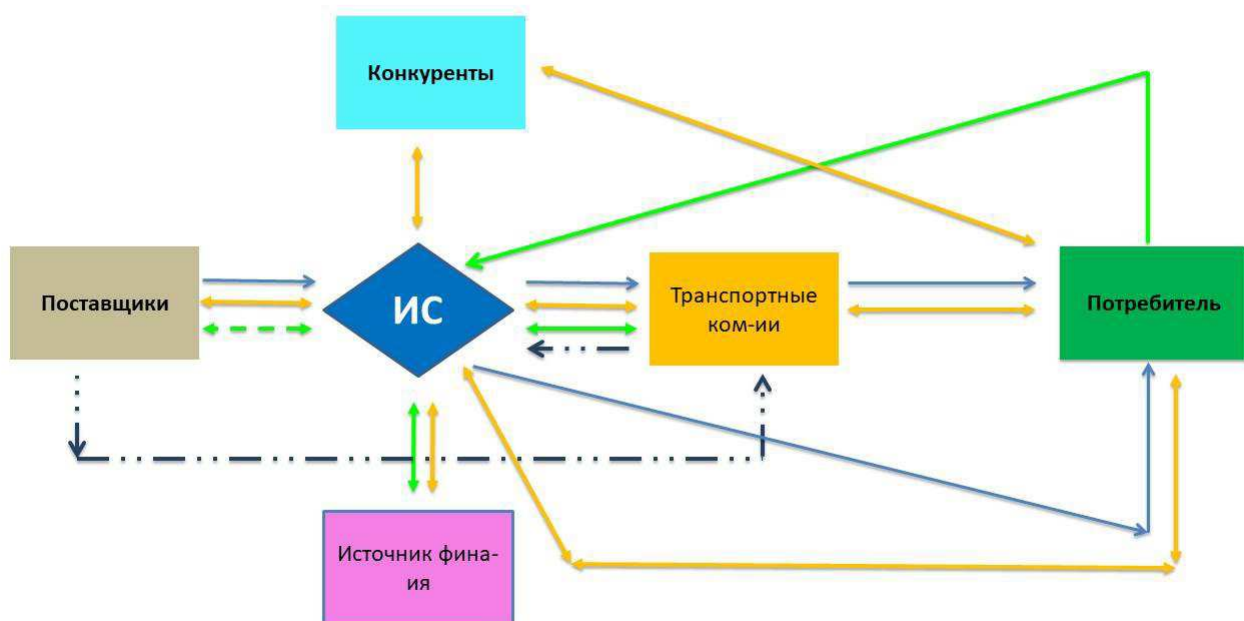 Конкуренты
Поставщики
ИС
Транспортные
ком-ии
Потребитель
Источник фина-
ия